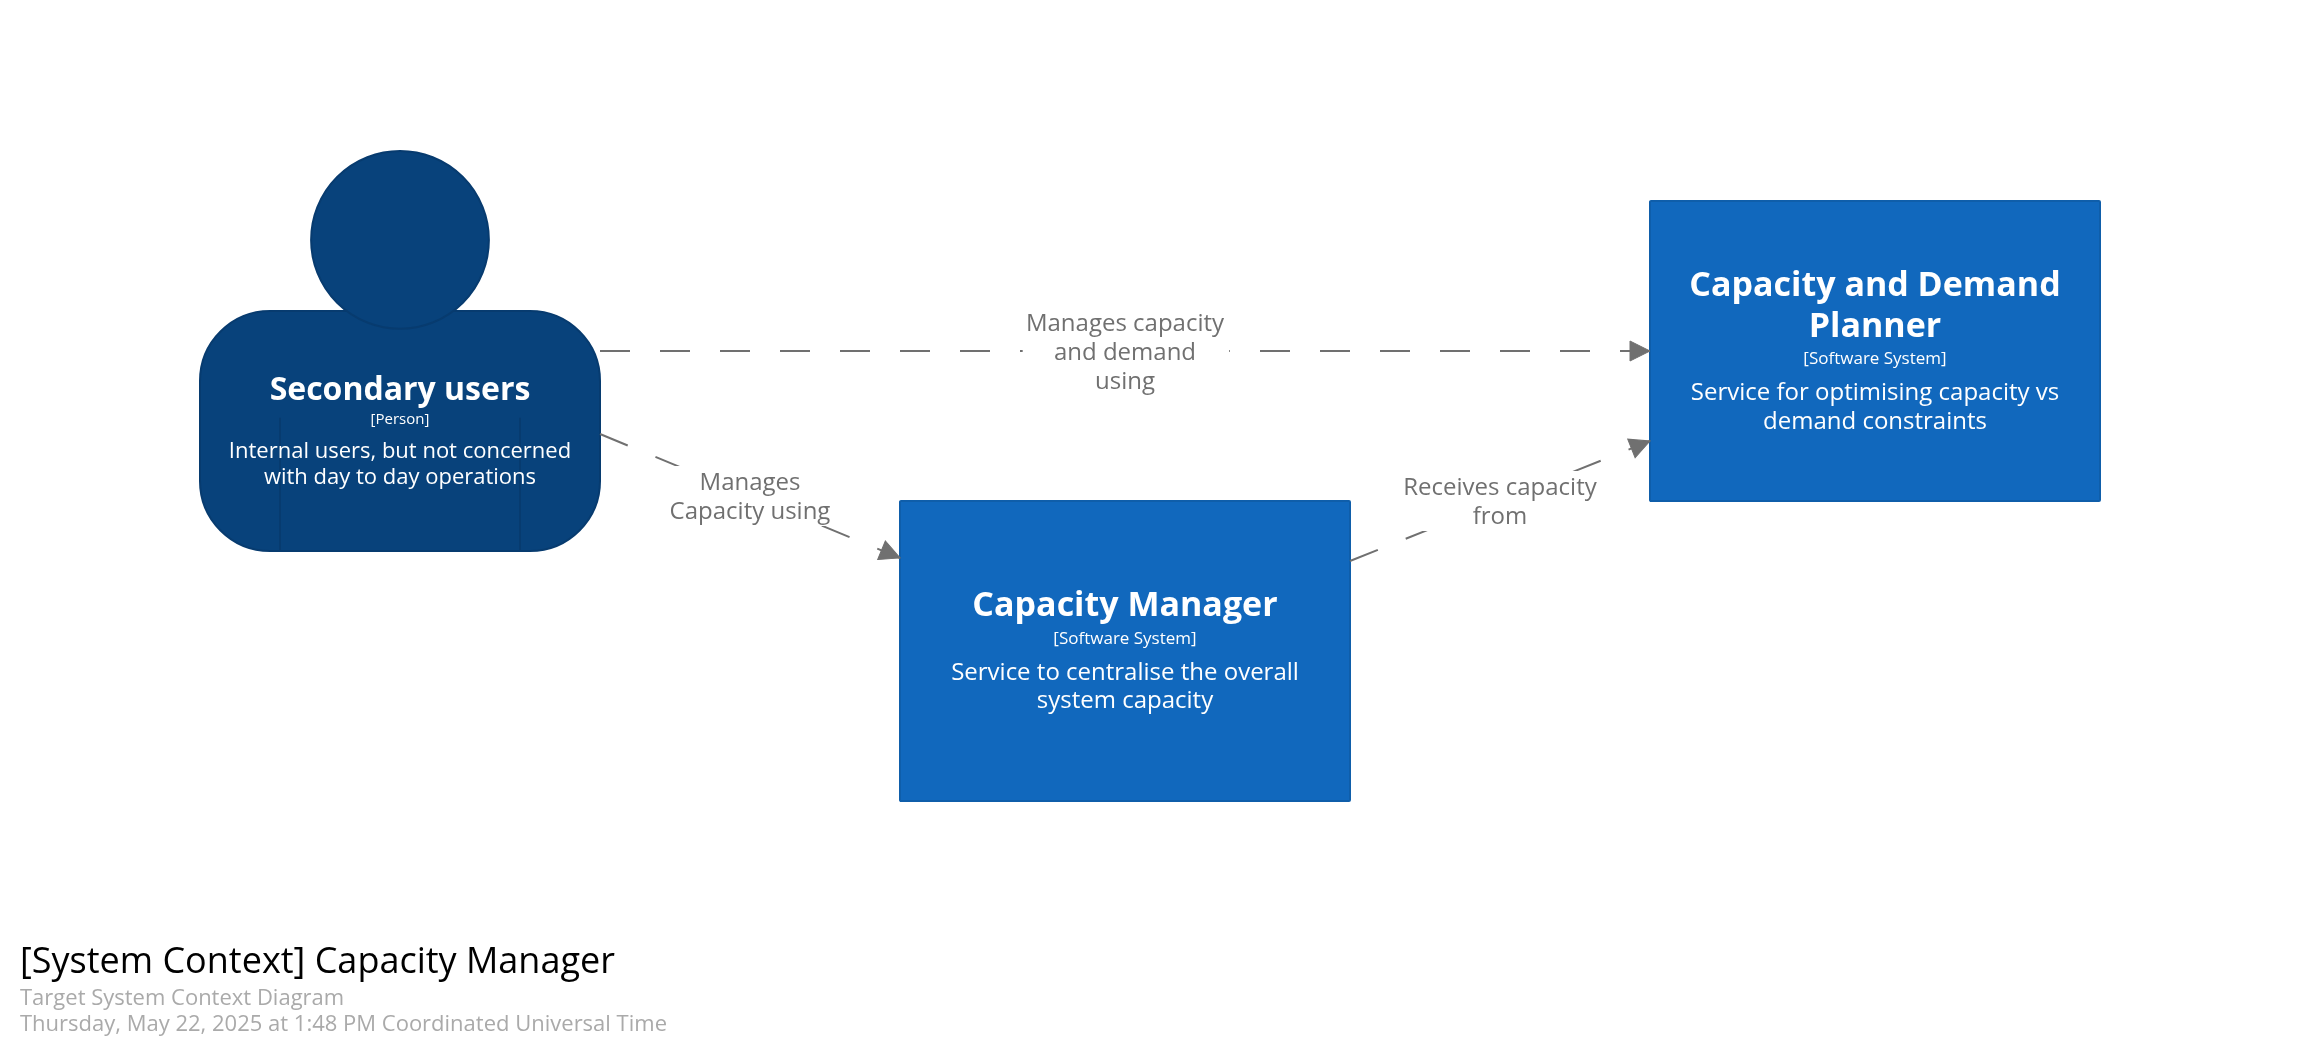 Secondary users
[Person]
Internal users, but not concerned
with day to day operations
Manages capacity
and demand
using
Manages
Capacity using
Capacity Manager
[Software System]
Service to centralise the overall
system capacity
Receives capacity
from
Capacity and Demand
Planner
[Software System]
Service for optimising capacity vs
demand constraints
[System Context] Capacity Manager
Target System Context Diagram
Thursday, May 22, 2025 at 1:48 PM Coordinated Universal Time